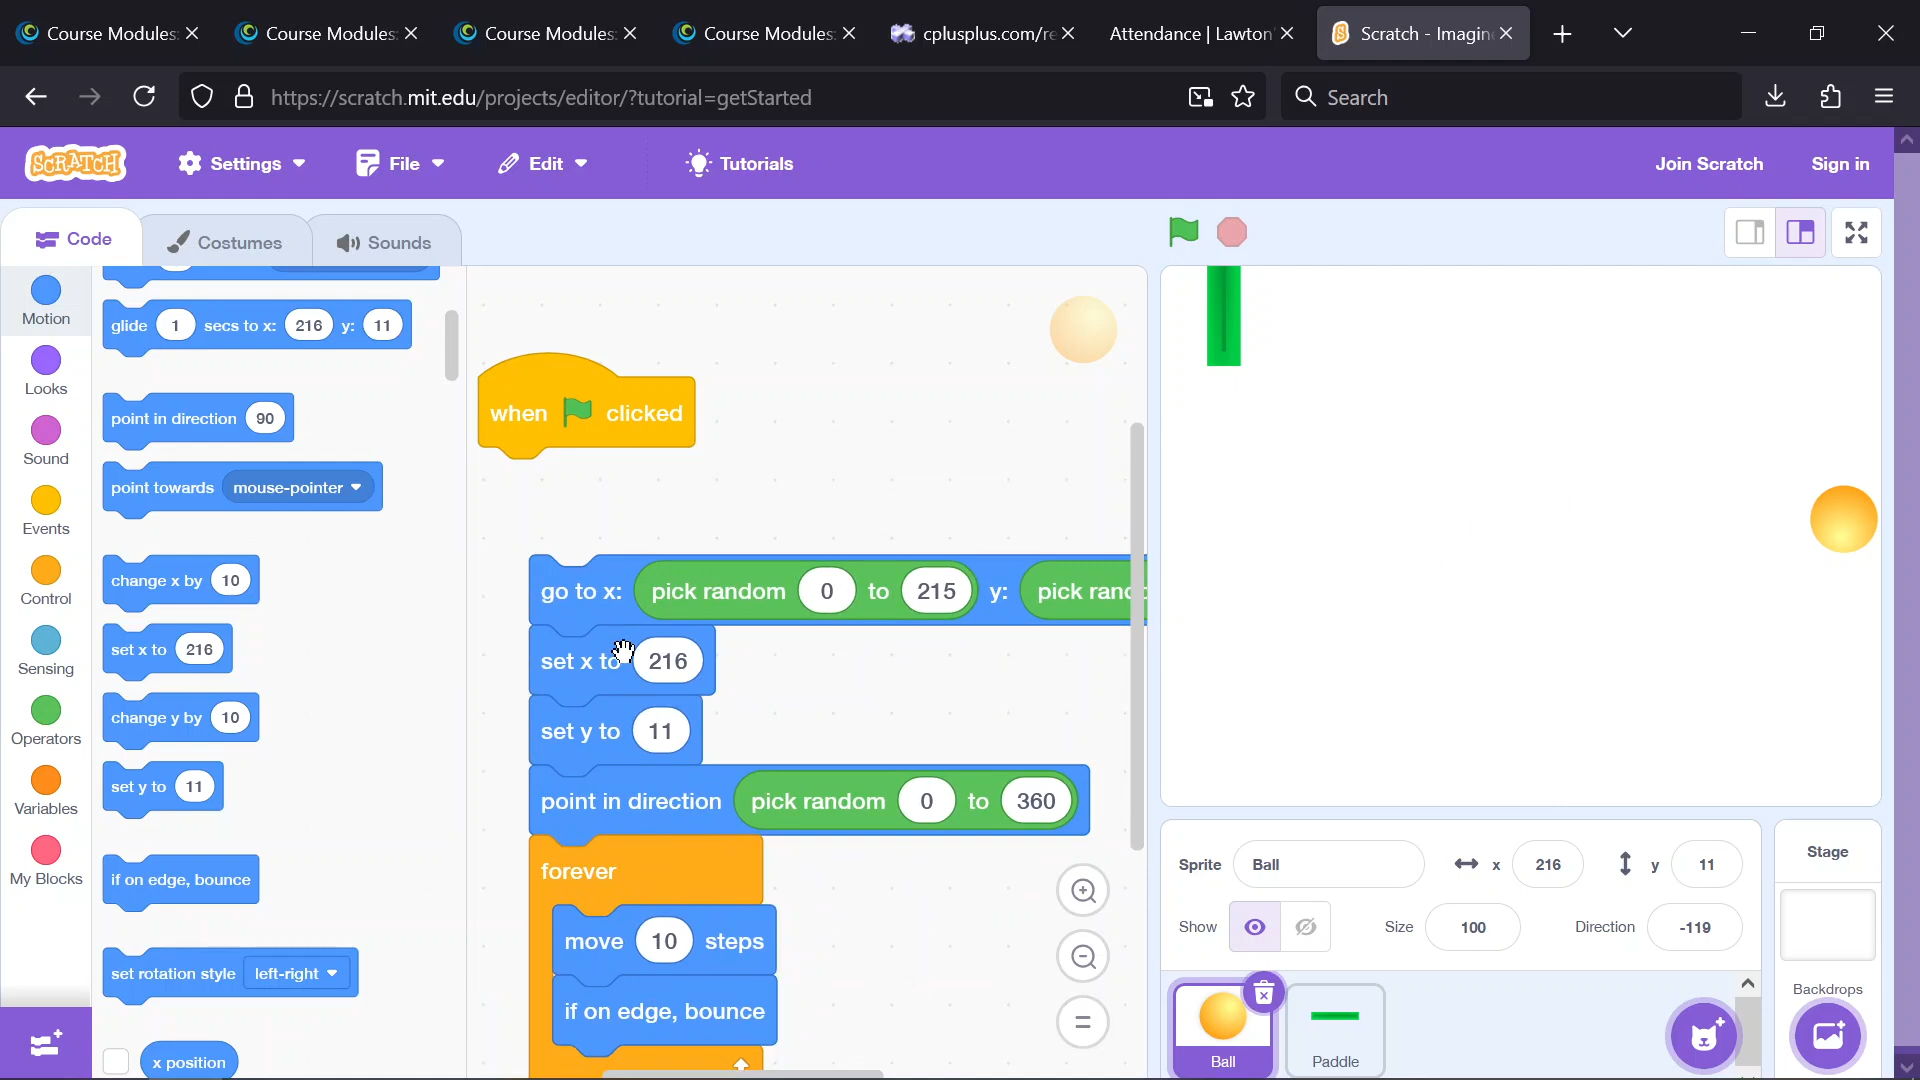 Course Modules:
Course Modules:
Course Modules:
Course Modules:
cplusplus.com/re
Attendance | Lawton
Scratch - Imagin
https://scratch.mit.edu/projects/editor/?tutorial=getStarted
Search
SCRATCH
Settings
File
Edit
Tutorials
Join Scratch
Sign in
Code
Costumes
Sounds
Motion
Looks
Sound
Events
Control
Sensing
Operators
Variables
My Blocks
glide 1 secs to x: 216 y: 11
point in direction 90
point towards mouse-pointer
change x by 10
set x to 216
change y by 10
set y to 11
if on edge, bounce
set rotation style left-right
x position
when clicked
go to x: pick random 0 to 215 y: pick rand
set x to 216
set y to 11
point in direction pick random 0 to 360
forever
move 10 steps
if on edge, bounce
Sprite Ball x 216 y 11
Show Size 100 Direction -119
Ball
Paddle
Stage
Backdrops